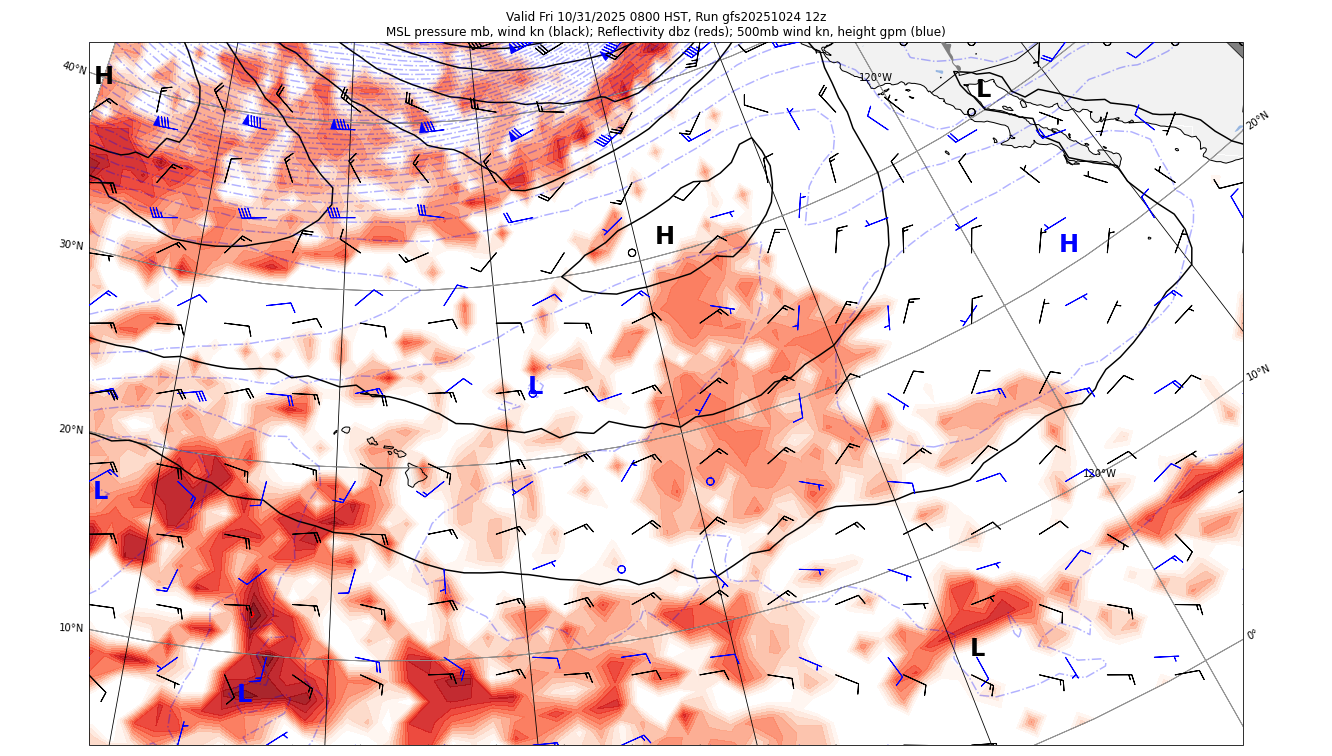 Valid Fri 10/31/2025 0800 HST, Run gfs20251024 12z
MSL pressure mb, wind kn (black); Reflectivity dbz (reds); 500mb wind kn, height gpm (blue)
40°N
H
120°W
L
20°N
30°N
H
H
L
10°N
20°N
L
120°W
10°N
L
0°
L